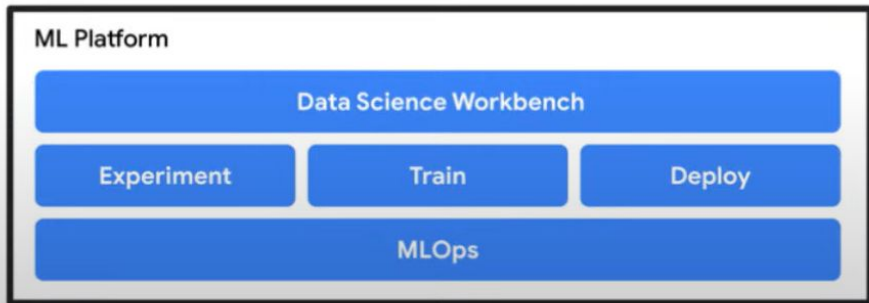 ML Platform
Data Science Workbench
Experiment Train Deploy
MLOps